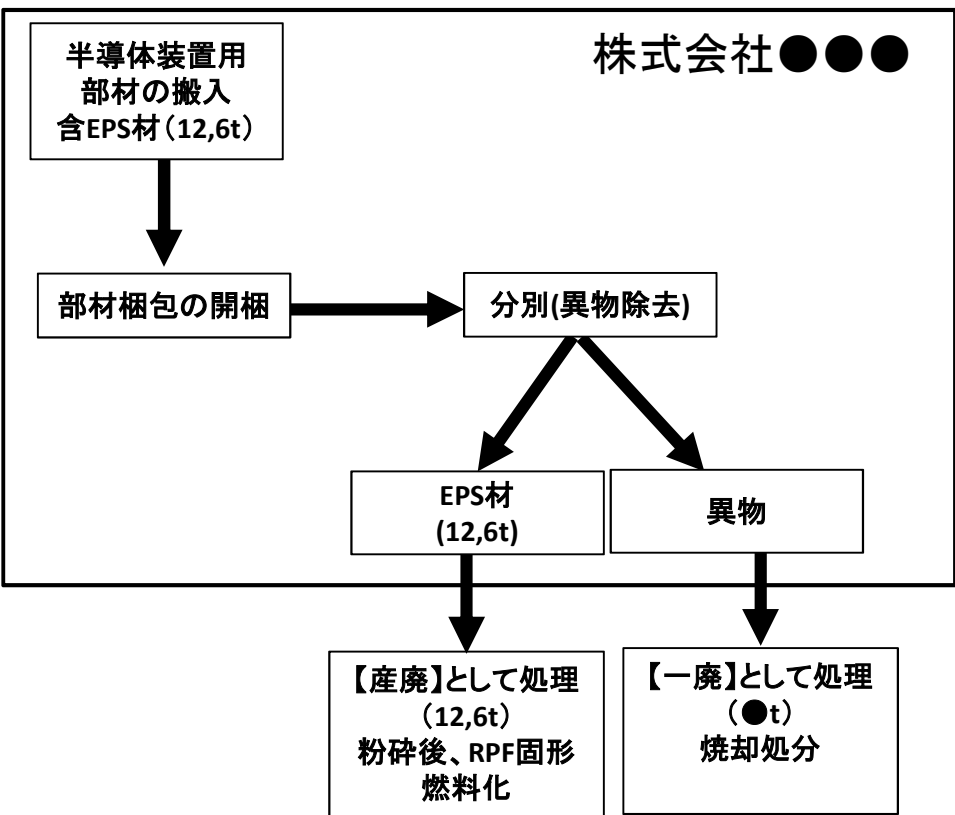 株式会社●●●
半導体装置用
部材の搬入
含EPS材（12,6t）
部材梱包の開梱
分別(異物除去)
EPS材
(12,6t)
異物
【産廃】として処理
（12,6t）
粉砕後、RPF固形
燃料化
【一廃】として処理
（●t）
焼却処分